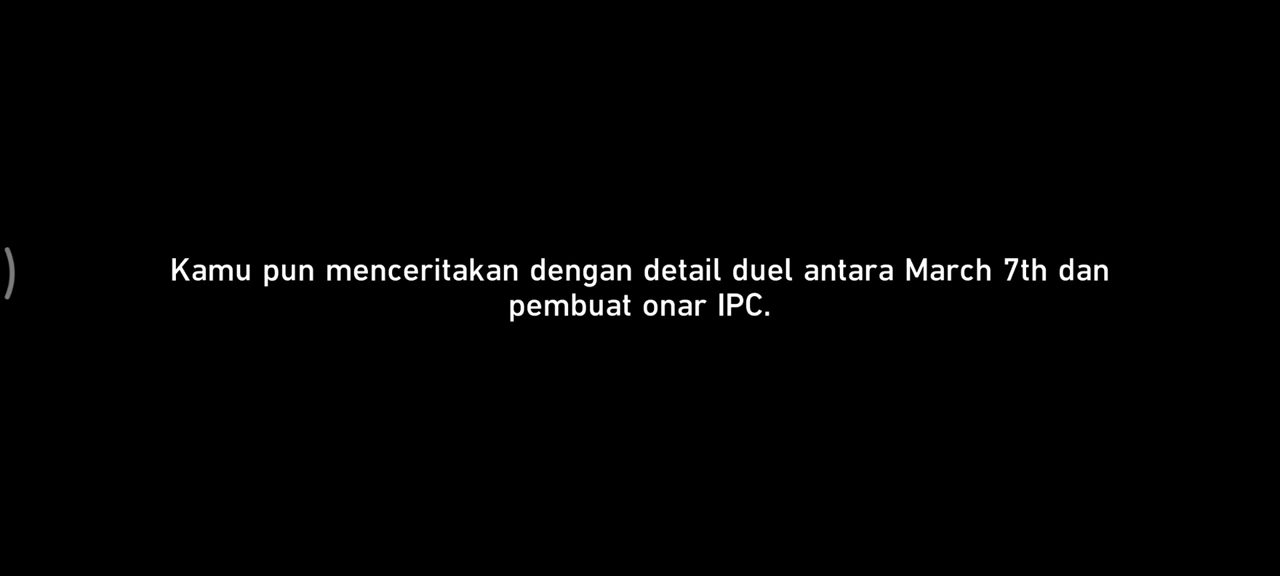 Kamu pun menceritakan dengan detail duel antara March 7th dan
pembuat onar IPC.